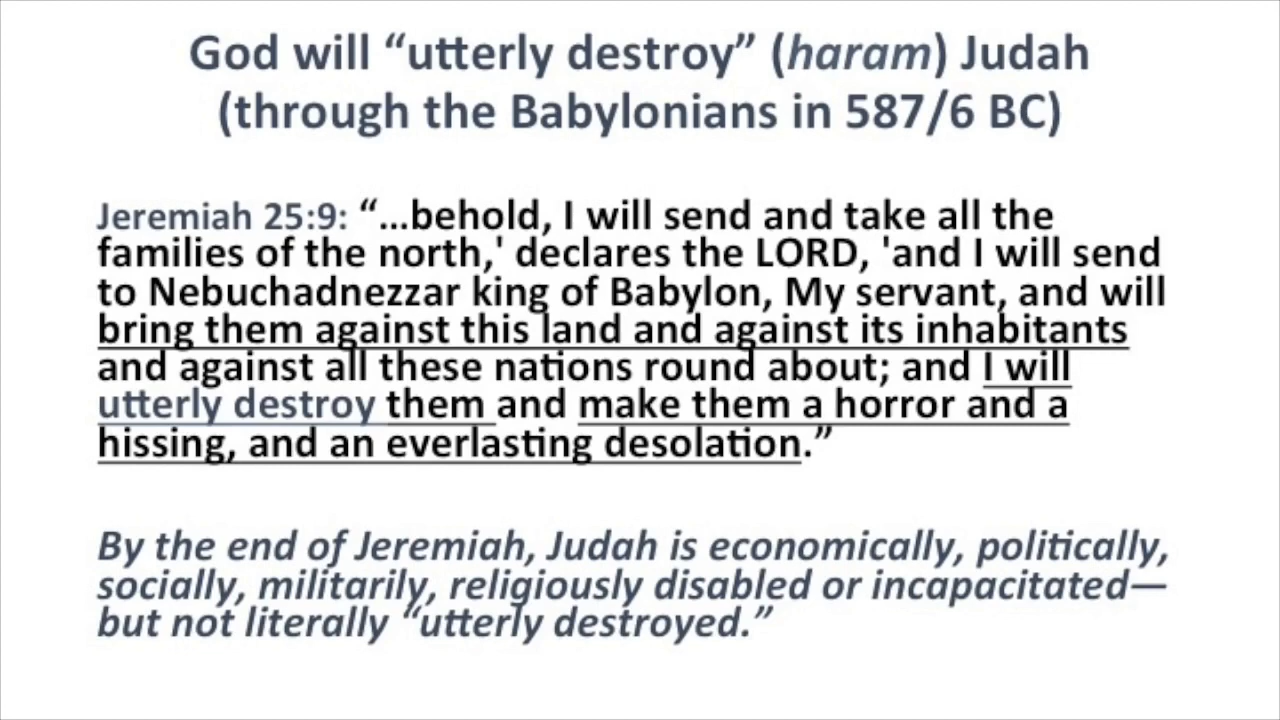 God will “utterly destroy” (haram) Judah
(through the Babylonians in 587/6 BC)
Jeremiah 25:9: “…behold, I will send and take all the
families of the north,' declares the LORD, 'and I will send
to Nebuchadnezzar king of Babylon, My servant, and will
bring them against this land and against its inhabitants
and against all these nations round about; and I will
utterly destroy them and make them a horror and a
hissing, and an everlasting desolation.”
By the end of Jeremiah, Judah is economically, politically,
socially, militarily, religiously disabled or incapacitated—
but not literally “utterly destroyed.”